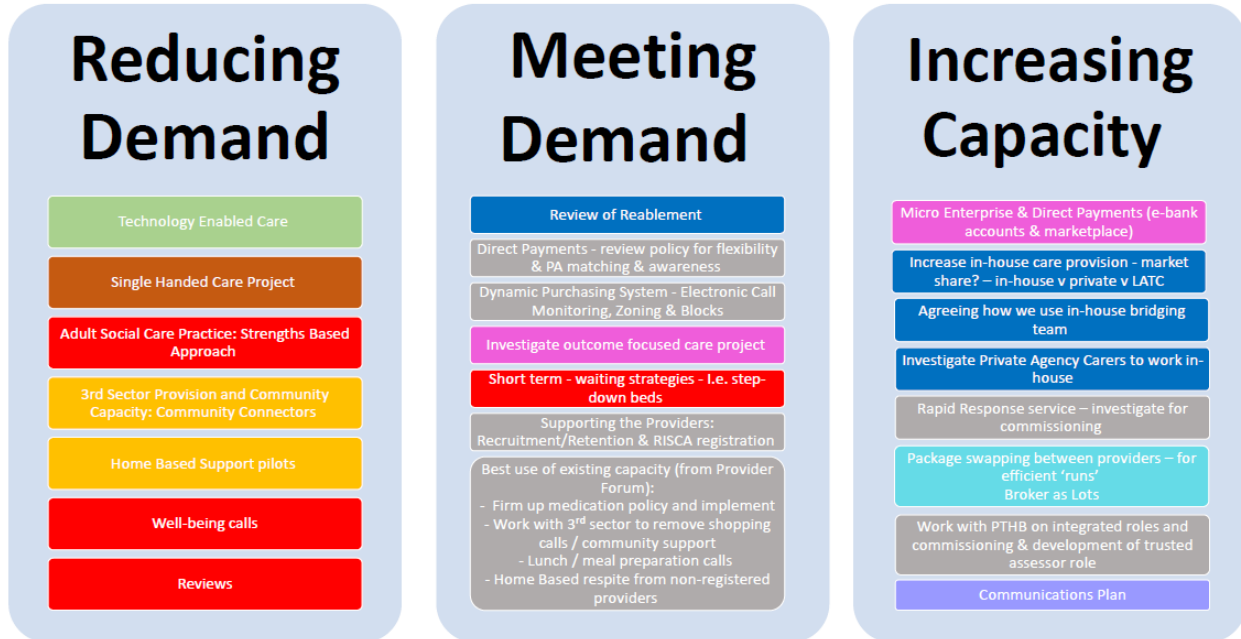 Reducing
Demand
Technology Enabled Care
Single Handed Care Project
Adult Social Care Practice: Strengths Based
Approach
3rd Sector Provision and Community
Capacity: Community Connectors
Home Based Support pilots
Well-being calls
Reviews
Meeting
Demand
Review of Reablement
Direct Payments - review policy for flexibility
& PA matching & awareness
Dynamic Purchasing System - Electronic Call
Monitoring, Zoning & Blocks
Investigate outcome focused care project
Short term - waiting strategies - I.e. step-
down beds
Supporting the Providers:
Recruitment/Retention & RISCA registration
Best use of existing capacity (from Provider
Forum):
- Firm up medication policy and implement
- Work with 3rd sector to remove shopping
calls / community support
- Lunch / meal preparation calls
- Home Based respite from non-registered
providers
Increasing
Capacity
Micro Enterprise & Direct Payments (e-bank
accounts & marketplace)
Increase in-house care provision - market
share? – in-house v private v LATC
Agreeing how we use in-house bridging
team
Investigate Private Agency Carers to work in-
house
Rapid Response service – investigate for
commissioning
Package swapping between providers – for
efficient ‘runs’
Broker as Lots
Work with PTHB on integrated roles and
commissioning & development of trusted
assessor role
Communications Plan